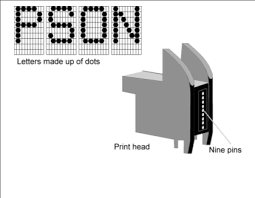 PSON
Letters made up of dots
Print head
Nine pins